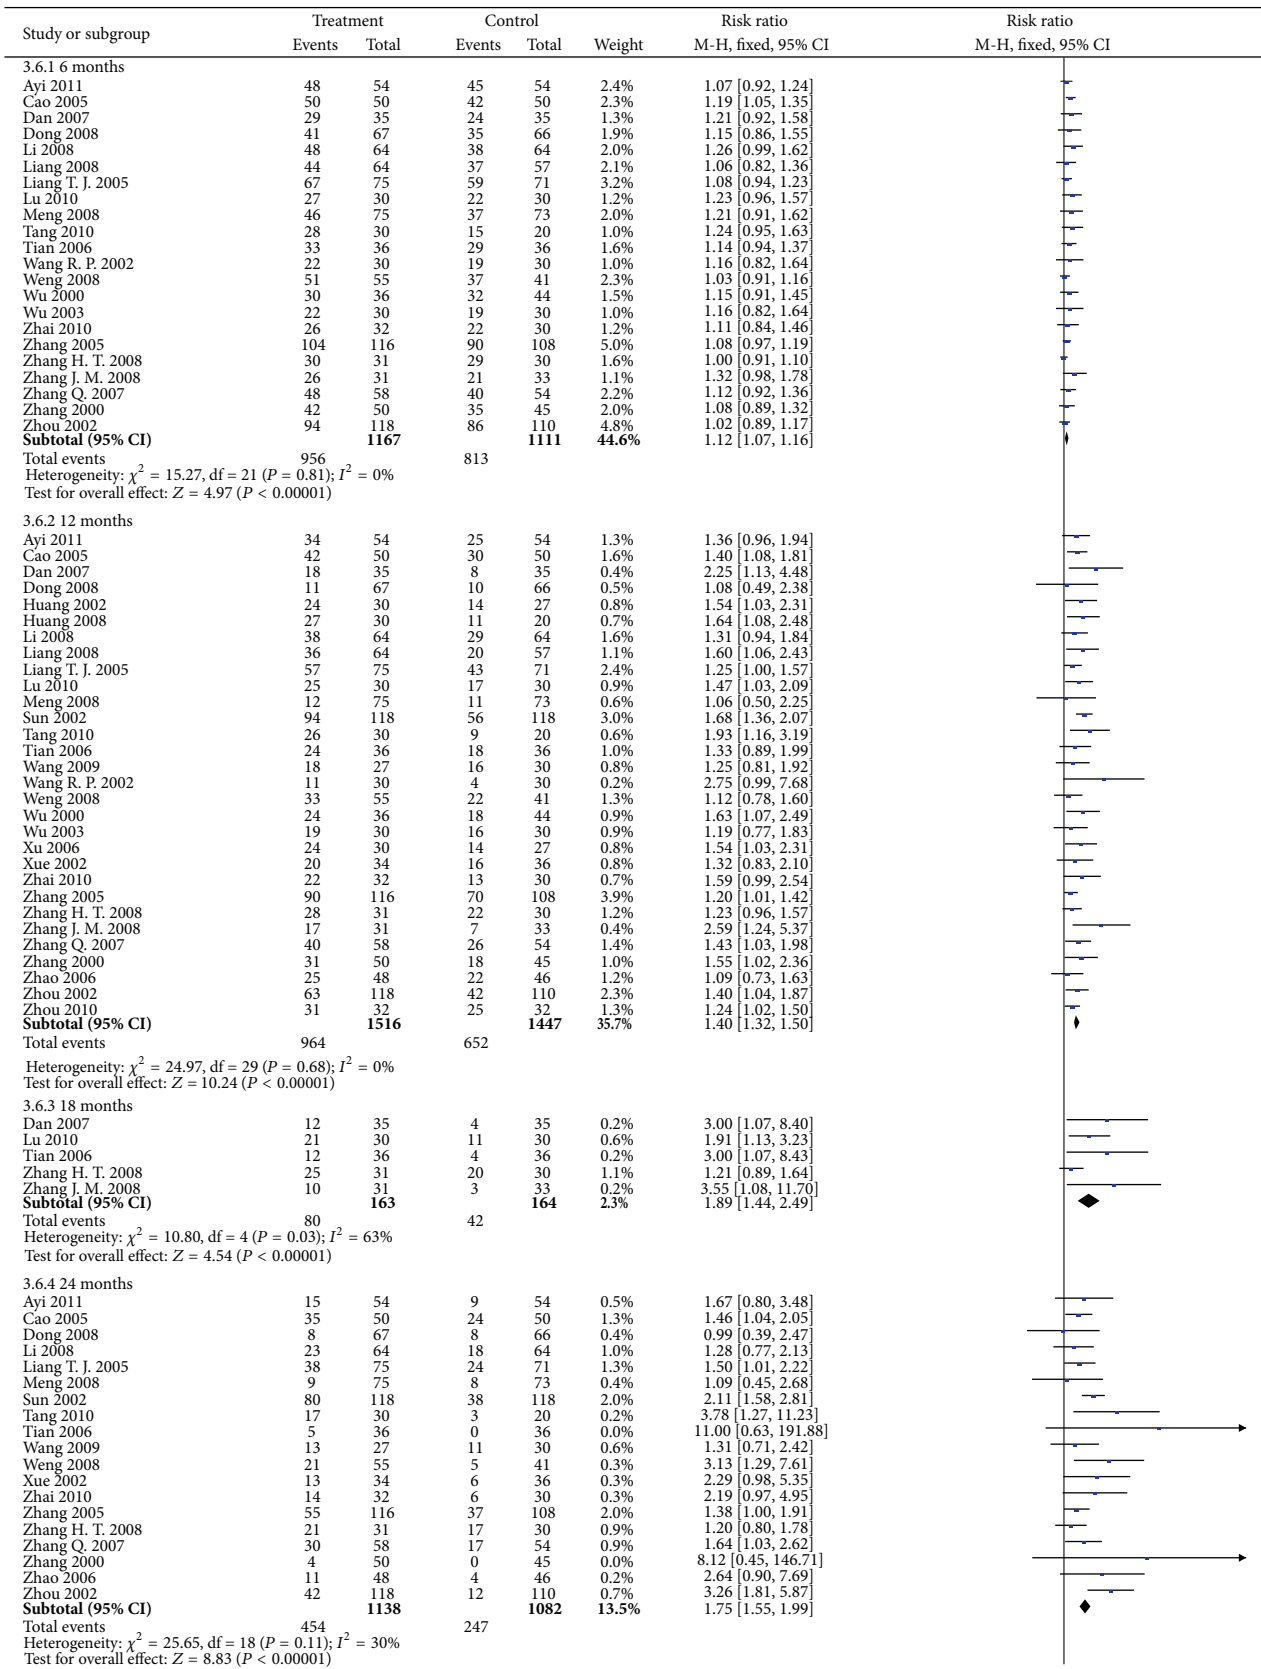 Study or subgroup Treatment Control Risk ratio Risk ratio
Events Total Events Total Weight M-H, fixed, 95% CI M-H, fixed, 95% CI
3.6.1 6 months
Ayi 2011 48 54 45 54 2.4% 1.07 [0.92, 1.24]
Cao 2005 50 50 42 50 2.3% 1.19 [1.05, 1.35]
Dan 2007 29 35 24 35 1.3% 1.21 [0.92, 1.58]
Dong 2008 41 67 35 66 1.9% 1.15 [0.86, 1.55]
Li 2008 48 64 38 64 2.0% 1.26 [0.99, 1.62]
Liang 2008 44 64 37 57 2.1% 1.06 [0.82, 1.36]
Liang T. J. 2005 67 75 59 71 3.2% 1.08 [0.94, 1.23]
Lu 2010 27 30 22 30 1.2% 1.23 [0.96, 1.57]
Meng 2008 46 75 37 73 2.0% 1.21 [0.91, 1.62]
Tang 2010 28 30 15 20 1.0% 1.24 [0.95, 1.63]
Tian 2006 33 36 29 36 1.6% 1.14 [0.94, 1.37]
Wang R. P. 2002 22 30 19 30 1.0% 1.16 [0.82, 1.64]
Weng 2008 51 55 37 41 2.3% 1.03 [0.91, 1.16]
Wu 2000 30 36 32 44 1.5% 1.15 [0.91, 1.45]
Wu 2003 22 30 19 30 1.0% 1.16 [0.82, 1.64]
Zhai 2010 26 32 22 30 1.2% 1.11 [0.84, 1.46]
Zhang 2005 104 116 90 108 5.0% 1.08 [0.97, 1.19]
Zhang H. T. 2008 30 31 29 30 1.6% 1.00 [0.91, 1.10]
Zhang J. M. 2008 26 31 21 33 1.1% 1.32 [0.98, 1.78]
Zhang Q. 2007 48 58 40 54 2.2% 1.12 [0.92, 1.36]
Zhang 2000 42 50 35 45 2.0% 1.08 [0.89, 1.32]
Zhou 2002 94 118 86 110 4.8% 1.02 [0.89, 1.17]
Subtotal (95% CI) 1167 1111 44.6% 1.12 [1.07, 1.16]
Total events 956 813
Heterogeneity: χ² = 15.27, df = 21 (P = 0.81); I² = 0%
Test for overall effect: Z = 4.97 (P < 0.00001)
3.6.2 12 months
Ayi 2011 34 54 25 54 1.3% 1.36 [0.96, 1.94]
Cao 2005 42 50 30 50 1.6% 1.40 [1.08, 1.81]
Dan 2007 18 35 8 35 0.4% 2.25 [1.13, 4.48]
Dong 2008 11 67 10 66 0.5% 1.08 [0.49, 2.38]
Huang 2002 24 30 14 27 0.8% 1.54 [1.03, 2.31]
Huang 2008 27 30 11 20 0.7% 1.64 [1.08, 2.48]
Li 2008 38 64 29 64 1.6% 1.31 [0.94, 1.84]
Liang 2008 36 64 20 57 1.1% 1.60 [1.06, 2.43]
Liang T. J. 2005 57 75 43 71 2.4% 1.25 [1.00, 1.57]
Lu 2010 25 30 17 30 0.9% 1.47 [1.03, 2.09]
Meng 2008 12 75 11 73 0.6% 1.06 [0.50, 2.25]
Sun 2002 94 118 56 118 3.0% 1.68 [1.36, 2.07]
Tang 2010 26 30 9 20 0.6% 1.93 [1.16, 3.19]
Tian 2006 24 36 18 36 1.0% 1.33 [0.89, 1.99]
Wang 2009 18 27 16 30 0.8% 1.25 [0.81, 1.92]
Wang R. P. 2002 11 30 4 30 0.2% 2.75 [0.99, 7.68]
Weng 2008 33 55 22 41 1.3% 1.12 [0.78, 1.60]
Wu 2000 24 36 18 44 0.9% 1.63 [1.07, 2.49]
Wu 2003 19 30 16 30 0.9% 1.19 [0.77, 1.83]
Xu 2006 24 30 14 27 0.8% 1.54 [1.03, 2.31]
Xue 2002 20 34 16 36 0.8% 1.32 [0.83, 2.10]
Zhai 2010 22 32 13 30 0.7% 1.59 [0.99, 2.54]
Zhang 2005 90 116 70 108 3.9% 1.20 [1.01, 1.42]
Zhang H. T. 2008 28 31 22 30 1.2% 1.23 [0.96, 1.57]
Zhang J. M. 2008 17 31 7 33 0.4% 2.59 [1.24, 5.37]
Zhang Q. 2007 40 58 26 54 1.4% 1.43 [1.03, 1.98]
Zhang 2000 31 50 18 45 1.0% 1.55 [1.02, 2.36]
Zhao 2006 25 48 22 46 1.2% 1.09 [0.73, 1.63]
Zhou 2002 63 118 42 110 2.3% 1.40 [1.04, 1.87]
Zhou 2010 31 32 25 32 1.3% 1.24 [1.02, 1.50]
Subtotal (95% CI) 1516 1447 35.7% 1.40 [1.32, 1.50]
Total events 964 652
Heterogeneity: χ² = 24.97, df = 29 (P = 0.68); I² = 0%
Test for overall effect: Z = 10.24 (P < 0.00001)
3.6.3 18 months
Dan 2007 12 35 4 35 0.2% 3.00 [1.07, 8.40]
Lu 2010 21 30 11 30 0.6% 1.91 [1.13, 3.23]
Tian 2006 12 36 4 36 0.2% 3.00 [1.07, 8.43]
Zhang H. T. 2008 25 31 20 30 1.1% 1.21 [0.89, 1.64]
Zhang J. M. 2008 10 31 3 33 0.2% 3.55 [1.08, 11.70]
Subtotal (95% CI) 163 164 2.3% 1.89 [1.44, 2.49]
Total events 80 42
Heterogeneity: χ² = 10.80, df = 4 (P = 0.03); I² = 63%
Test for overall effect: Z = 4.54 (P < 0.00001)
3.6.4 24 months
Ayi 2011 15 54 9 54 0.5% 1.67 [0.80, 3.48]
Cao 2005 35 50 24 50 1.3% 1.46 [1.04, 2.05]
Dong 2008 8 67 8 66 0.4% 0.99 [0.39, 2.47]
Li 2008 23 64 18 64 1.0% 1.28 [0.77, 2.13]
Liang T. J. 2005 38 75 24 71 1.3% 1.50 [1.01, 2.22]
Meng 2008 9 75 8 73 0.4% 1.09 [0.45, 2.68]
Sun 2002 80 118 38 118 2.0% 2.11 [1.58, 2.81]
Tang 2010 17 30 3 20 0.2% 3.78 [1.27, 11.23]
Tian 2006 5 36 0 36 0.0% 11.00 [0.63, 191.88]
Wang 2009 13 27 11 30 0.6% 1.31 [0.71, 2.42]
Weng 2008 21 55 5 41 0.3% 3.13 [1.29, 7.61]
Xue 2002 13 34 6 36 0.3% 2.29 [0.98, 5.35]
Zhai 2010 14 32 6 30 0.3% 2.19 [0.97, 4.95]
Zhang 2005 55 116 37 108 2.0% 1.38 [1.00, 1.91]
Zhang H. T. 2008 21 31 17 30 0.9% 1.20 [0.80, 1.78]
Zhang Q. 2007 30 58 17 54 0.9% 1.64 [1.03, 2.62]
Zhang 2000 4 50 0 45 0.0% 8.12 [0.45, 146.71]
Zhao 2006 11 48 4 46 0.2% 2.64 [0.90, 7.69]
Zhou 2002 42 118 12 110 0.7% 3.26 [1.81, 5.87]
Subtotal (95% CI) 1138 1082 13.5% 1.75 [1.55, 1.99]
Total events 454 247
Heterogeneity: χ² = 25.65, df = 18 (P = 0.11); I² = 30%
Test for overall effect: Z = 8.83 (P < 0.00001)